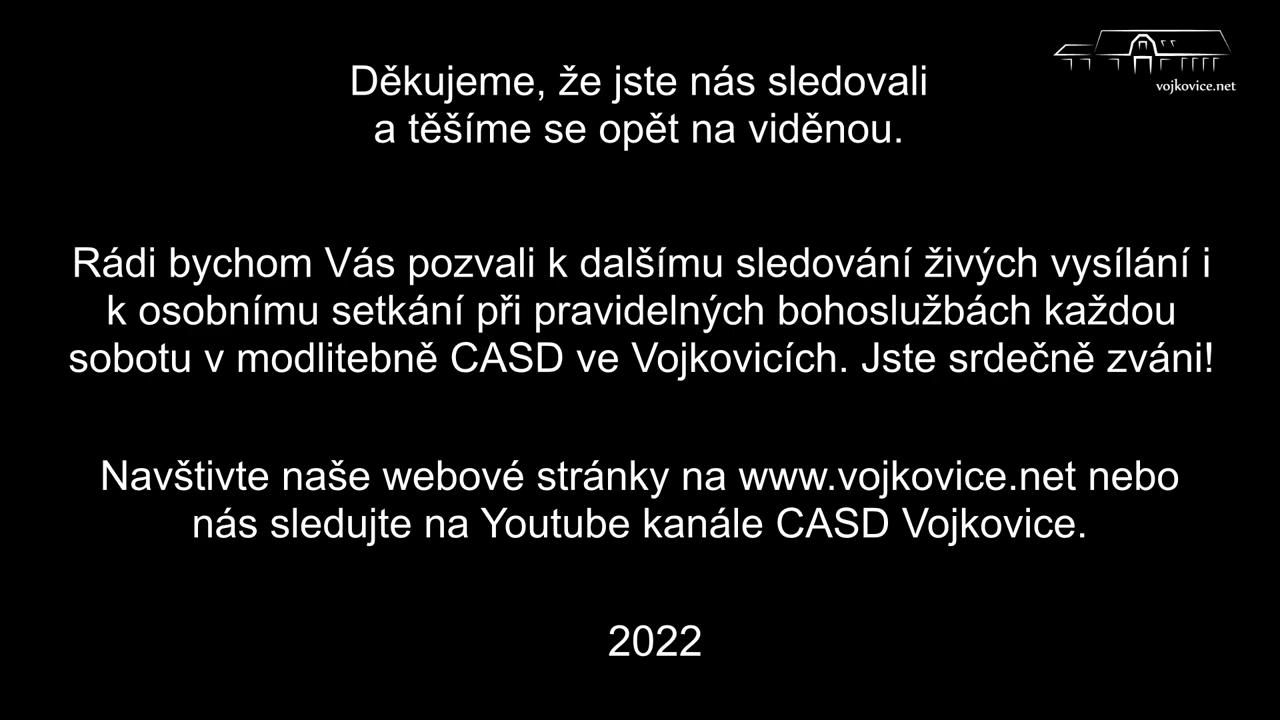 vojkovice.net
Děkujeme, že jste nás sledovali
a těšíme se opět na viděnou.
Rádi bychom Vás pozvali k dalšímu sledování živých vysílání i
k osobnímu setkání při pravidelných bohoslužbách každou
sobotu v modlitebně CASD ve Vojkovicích. Jste srdečně zváni!
Navštivte naše webové stránky na www.vojkovice.net nebo
nás sledujte na Youtube kanále CASD Vojkovice.
2022